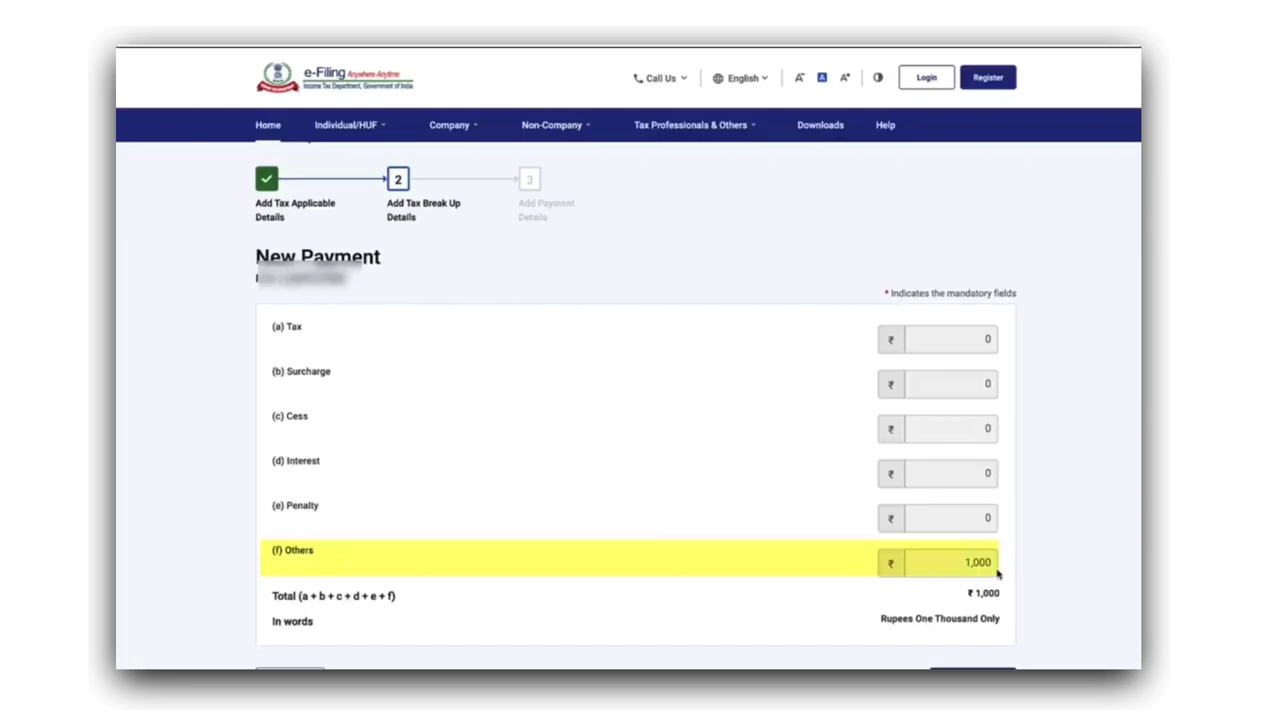 e-Filing Anywhere Anytime
Income Tax Department, Government of India
Call Us
English
A-
A
A+
Login
Register
Home
Individual/HUF
Company
Non-Company
Tax Professionals & Others
Downloads
Help
2
3
Add Tax Applicable
Details
Add Tax Break Up
Details
Add Payment
Details
New Payment
* Indicates the mandatory fields
(a) Tax
₹ 0
(b) Surcharge
₹ 0
(c) Cess
₹ 0
(d) Interest
₹ 0
(e) Penalty
₹ 0
(f) Others
₹ 1,000
Total (a + b + c + d + e + f)
₹ 1,000
In words
Rupees One Thousand Only